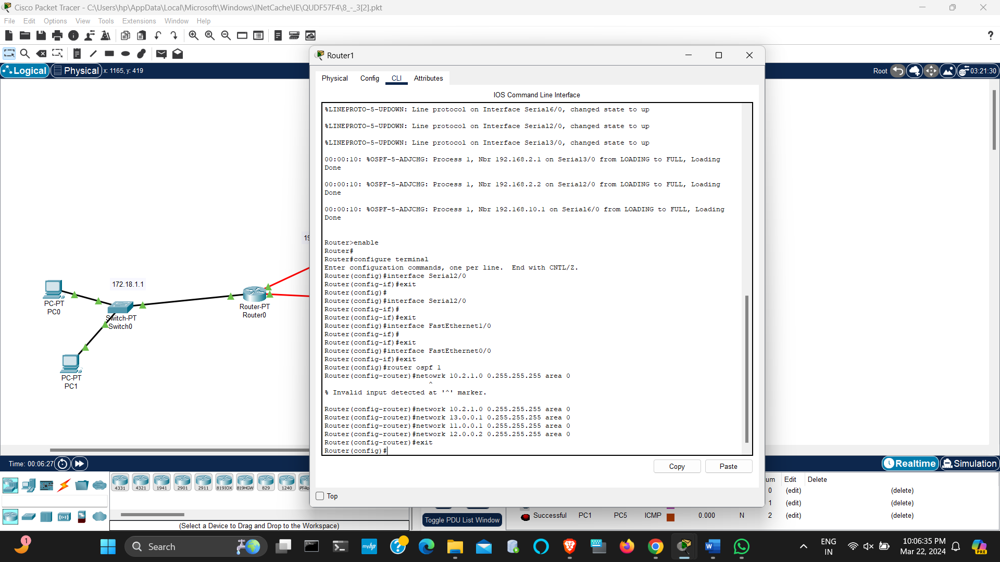 Cisco Packet Tracer - C:\Users\hp\AppData\Local\Microsoft\Windows\INetCache\IE\QUDF57F4\8_-_3[2].pkt
File Edit Options View Tools Extensions Window Help
Logical Physical x: 1165, y: 419
Root 03:21:30
172.18.1.1
PC-PT
PC0
Switch-PT
Switch0
PC-PT
PC1
Router-PT
Router0
19
Router1
Physical Config CLI Attributes
IOS Command Line Interface
%LINEPROTO-5-UPDOWN: Line protocol on Interface Serial6/0, changed state to up
%LINEPROTO-5-UPDOWN: Line protocol on Interface Serial2/0, changed state to up
%LINEPROTO-5-UPDOWN: Line protocol on Interface Serial3/0, changed state to up
00:00:10: %OSPF-5-ADJCHG: Process 1, Nbr 192.168.2.1 on Serial3/0 from LOADING to FULL, Loading
Done
00:00:10: %OSPF-5-ADJCHG: Process 1, Nbr 192.168.2.2 on Serial2/0 from LOADING to FULL, Loading
Done
00:00:10: %OSPF-5-ADJCHG: Process 1, Nbr 192.168.10.1 on Serial6/0 from LOADING to FULL, Loading
Done
Router>enable
Router#
Router#configure terminal
Enter configuration commands, one per line.  End with CNTL/Z.
Router(config)#interface Serial2/0
Router(config-if)#exit
Router(config)#
Router(config)#interface Serial2/0
Router(config-if)#
Router(config-if)#exit
Router(config)#interface FastEthernet1/0
Router(config-if)#
Router(config-if)#exit
Router(config)#interface FastEthernet0/0
Router(config-if)#exit
Router(config)#router ospf 1
Router(config-router)#netowrk 10.2.1.0 0.255.255.255 area 0
^
% Invalid input detected at '^' marker.
Router(config-router)#network 10.2.1.0 0.255.255.255 area 0
Router(config-router)#network 13.0.0.1 0.255.255.255 area 0
Router(config-router)#network 11.0.0.1 0.255.255.255 area 0
Router(config-router)#network 12.0.0.2 0.255.255.255 area 0
Router(config-router)#exit
Router(config)#
Copy Paste
Top
Time: 00:06:27
Realtime Simulation
4331 4321 1941 2901 2911 819IOX 819HGW 829 1240 PT-Ro
(Select a Device to Drag and Drop to the Workspace)
Toggle PDU List Window
um Edit Delete
0 (edit) (delete)
1 (edit) (delete)
Successful PC1 PC5 ICMP 0.000 N 2 (edit) (delete)
1
Search
myhp
ENG
IN
10:06:35 PM
Mar 22, 2024
PRE